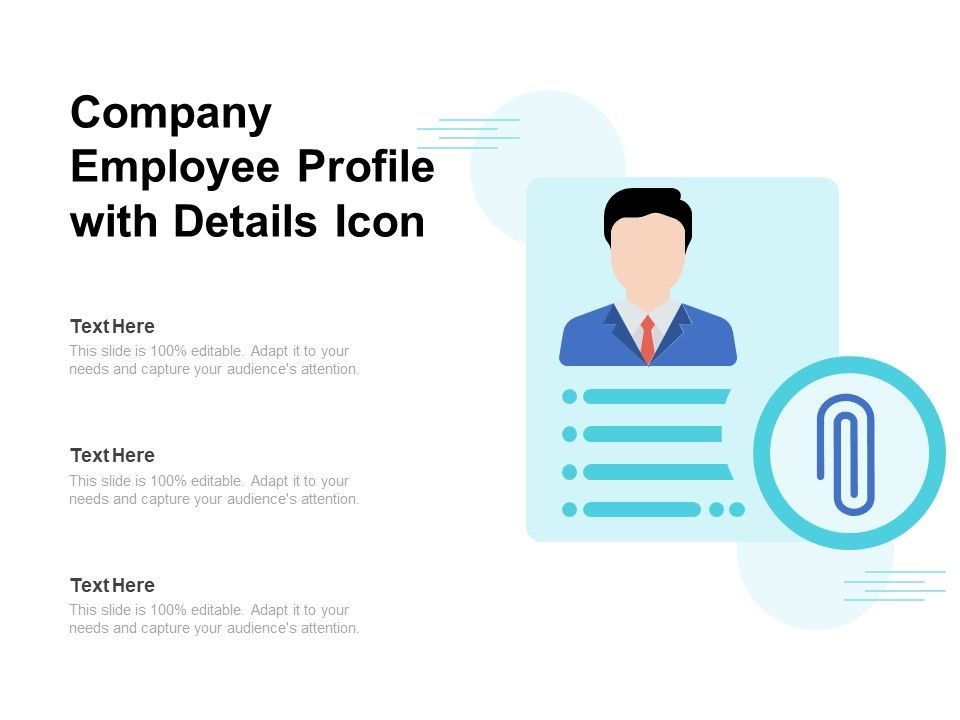 Company
Employee Profile
with Details Icon
Text Here
This slide is 100% editable. Adapt it to your
needs and capture your audience's attention.
Text Here
This slide is 100% editable. Adapt it to your
needs and capture your audience's attention.
Text Here
This slide is 100% editable. Adapt it to your
needs and capture your audience's attention.